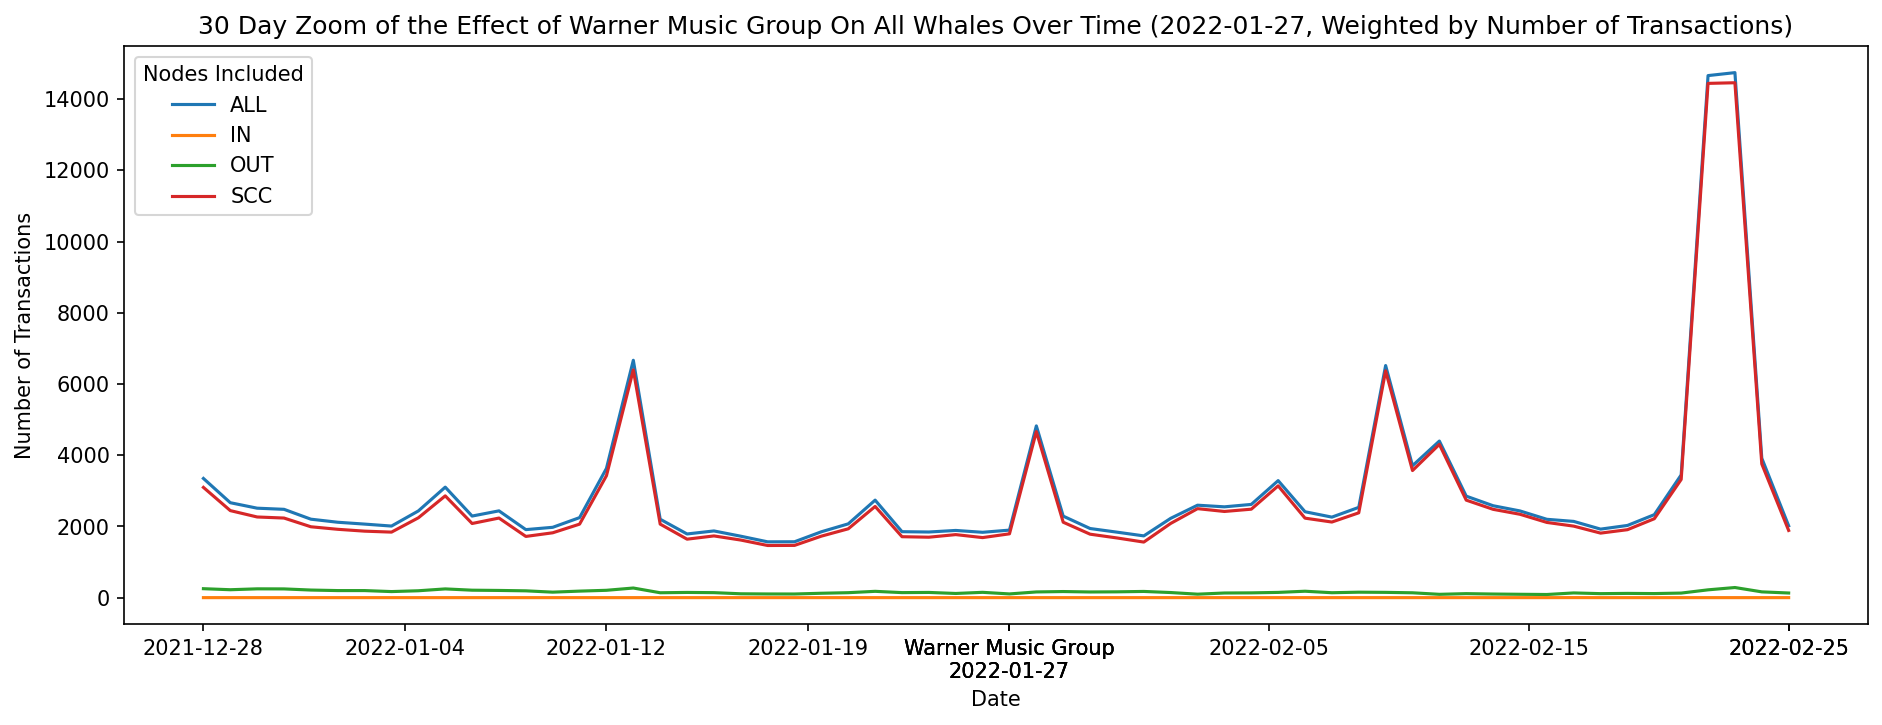 30 Day Zoom of the Effect of Warner Music Group On All Whales Over Time (2022-01-27, Weighted by Number of Transactions)
Nodes Included
ALL
IN
OUT
SCC
Number of Transactions
14000
12000
10000
8000
6000
4000
2000
0
2021-12-28 2022-01-04 2022-01-12 2022-01-19 Warner Music Group 2022-02-05 2022-02-15 2022-02-25
2022-01-27
Date